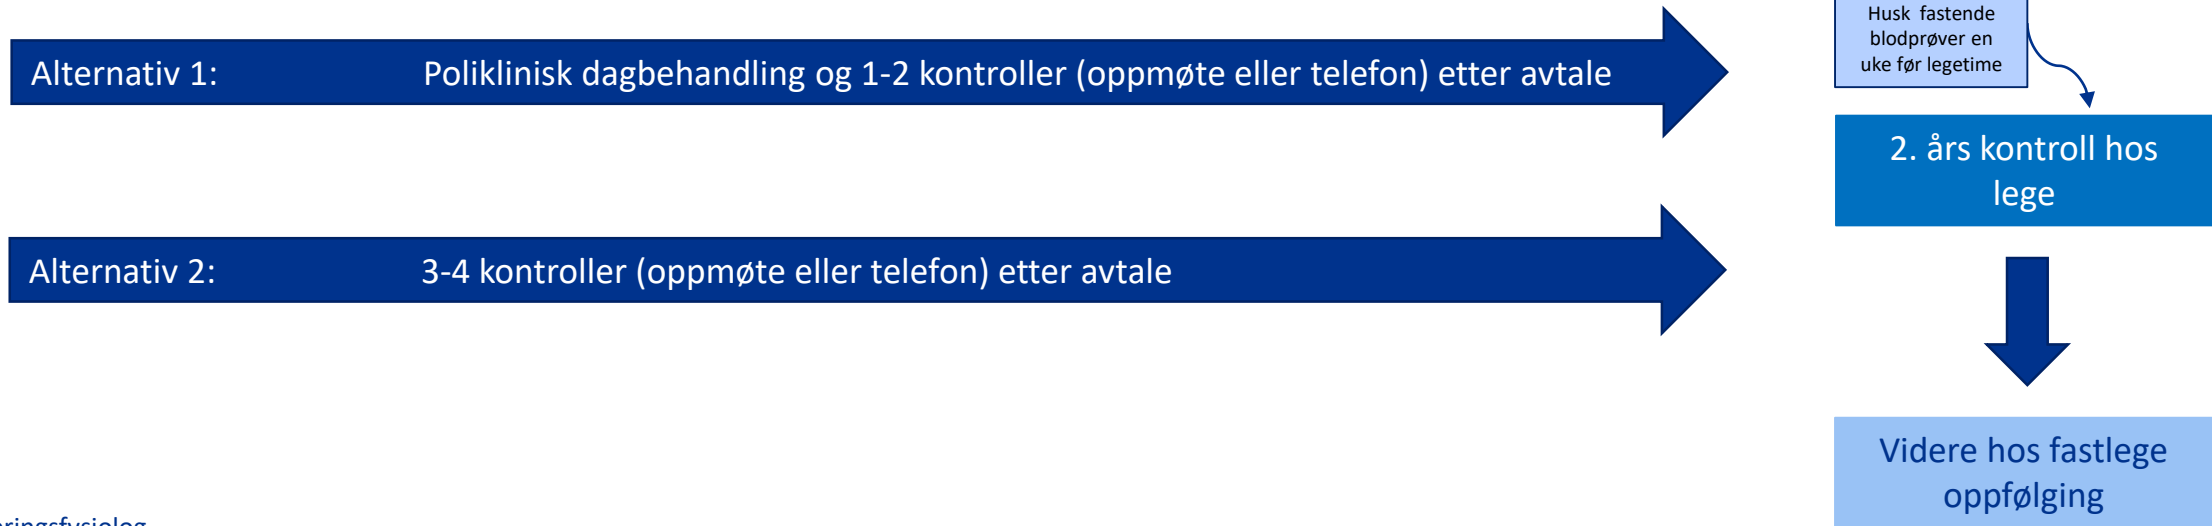 Husk fastende
blodprøver en
uke før legetime
Alternativ 1: Poliklinisk dagbehandling og 1-2 kontroller (oppmøte eller telefon) etter avtale
2. års kontroll hos
lege
Alternativ 2: 3-4 kontroller (oppmøte eller telefon) etter avtale
Videre hos fastlege
oppfølging